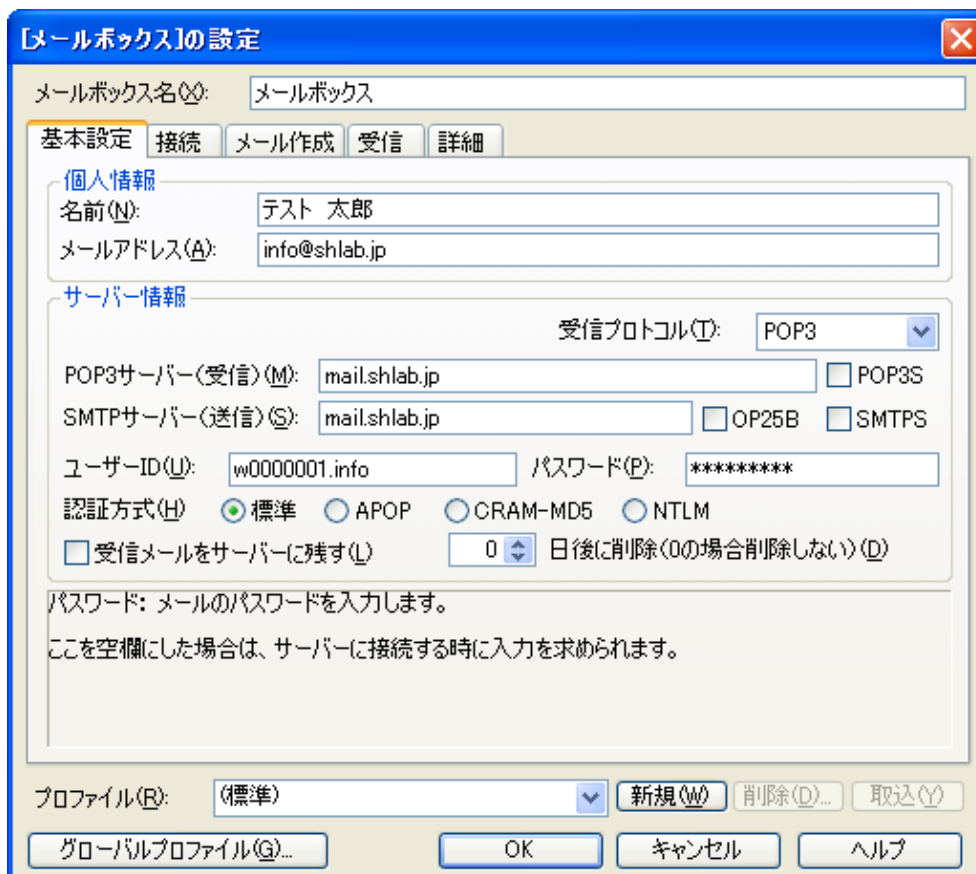 [メールボックス]の設定
メールボックス名(X): メールボックス
基本設定 接続 メール作成 受信 詳細
個人情報
名前(N): テスト 太郎
メールアドレス(A): info@shlab.jp
サーバー情報
受信プロトコル(T): POP3
POP3サーバー(受信)(M): mail.shlab.jp POP3S
SMTPサーバー(送信)(S): mail.shlab.jp OP25B SMTPS
ユーザーID(U): w0000001.info パスワード(P): *********
認証方式(H) 標準 APOP CRAM-MD5 NTLM
受信メールをサーバーに残す(L) 0 日後に削除(0の場合削除しない)(D)
パスワード: メールのパスワードを入力します。
ここを空欄にした場合は、サーバーに接続する時に入力を求められます。
プロファイル(R): (標準) 新規(W) 削除(D)... 取込(Y)
グローバルプロファイル(G)... OK キャンセル ヘルプ